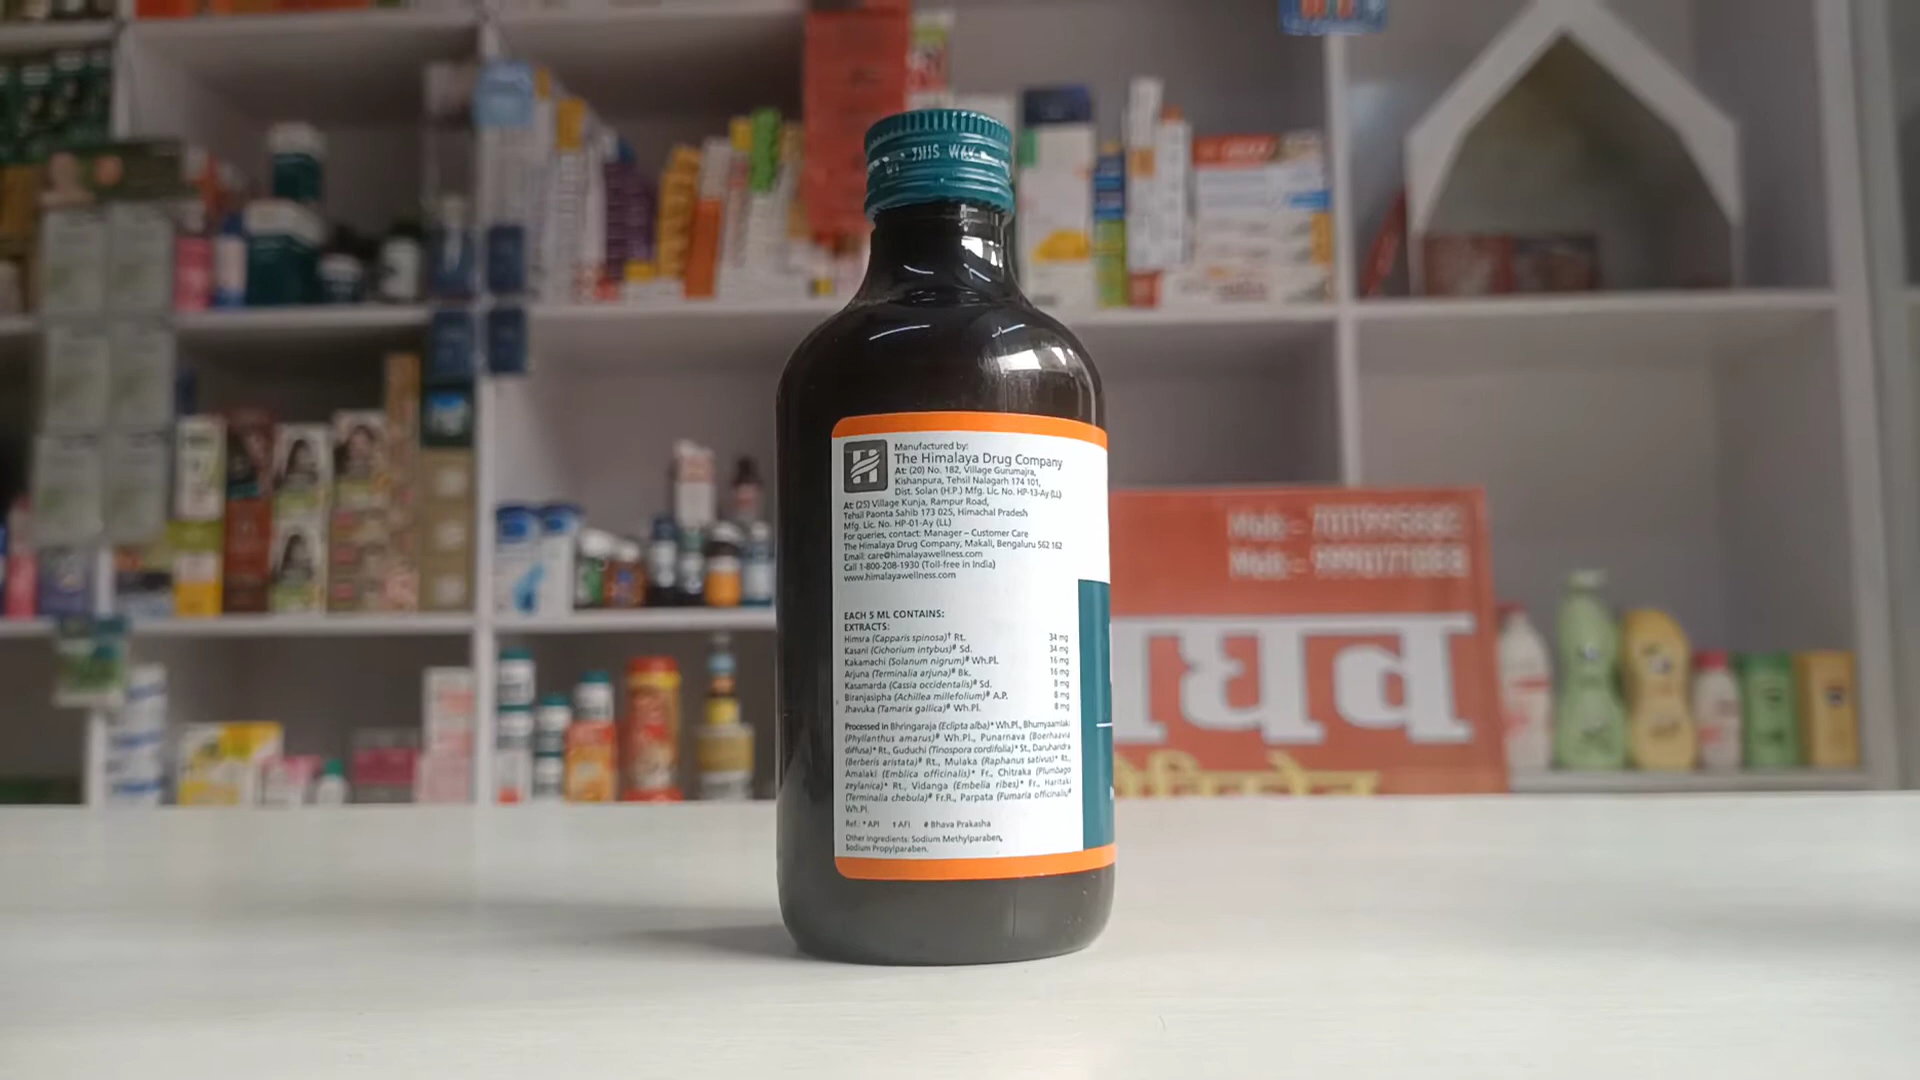 THIS WAY
Manufactured by:
The Himalaya Drug Company
At: (20) No. 182, Village Gurumajra,
Kishanpura, Tehsil Nalagarh 174 101,
Dist. Solan (H.P.) Mfg. Lic. No. HP-13-Ay (LL)
At: (25) Village Kunja, Rampur Road,
Tehsil Paonta Sahib 173 025, Himachal Pradesh
Mfg. Lic. No. HP-01-Ay (LL)
For queries, contact: Manager – Customer Care
The Himalaya Drug Company, Makali, Bengaluru 562 162
Email: care@himalayawellness.com
Call 1-800-208-1930 (Toll-free in India)
www.himalayawellness.com
EACH 5 ML CONTAINS:
EXTRACTS:
Himsra (Capparis spinosa)† Rt. 34 mg
Kasani (Cichorium intybus)# Sd. 34 mg
Kakamachi (Solanum nigrum)# Wh.Pl. 16 mg
Arjuna (Terminalia arjuna)# Bk. 16 mg
Kasamarda (Cassia occidentalis)# Sd. 8 mg
Biranjasipha (Achillea millefolium)# A.P. 8 mg
Jhavuka (Tamarix gallica)# Wh.Pl. 8 mg
Processed in Bhringaraja (Eclipta alba)* Wh.Pl., Bhumyaamlaki
(Phyllanthus amarus)# Wh.Pl., Punarnava (Boerhaavia
diffusa)* Rt., Guduchi (Tinospora cordifolia)* St., Daruharidra
(Berberis aristata)# Rt., Mulaka (Raphanus sativus)* Rt.,
Amalaki (Emblica officinalis)* Fr., Chitraka (Plumbago
zeylanica)* Rt., Vidanga (Embelia ribes)* Fr., Haritaki
(Terminalia chebula)# Fr.R., Parpata (Fumaria officinalis)#
Wh.Pl.
Ref.: * API † AFI # Bhava Prakasha
Other ingredients: Sodium Methylparaben,
Sodium Propylparaben.
घव